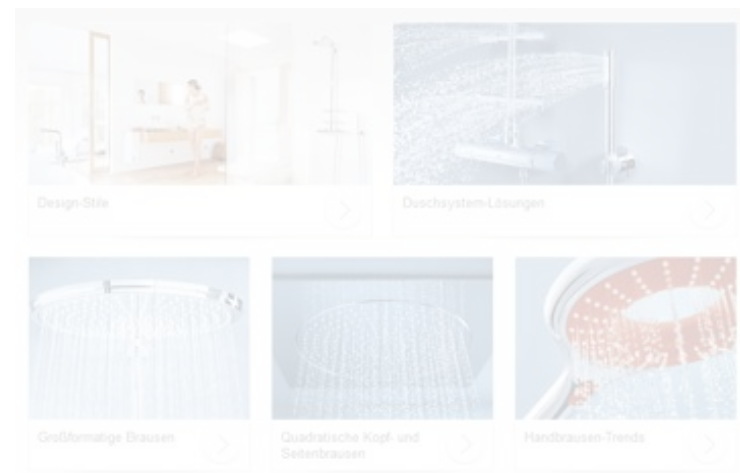 Design-Stile
Duschsystem-Lösungen
Großformatige Brausen
Quadratische Kopf- und
Seitenbrausen
Handbrausen-Trends